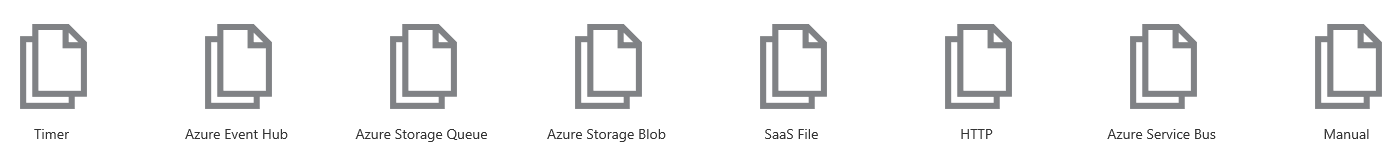 Timer
Azure Event Hub
Azure Storage Queue
Azure Storage Blob
SaaS File
HTTP
Azure Service Bus
Manual